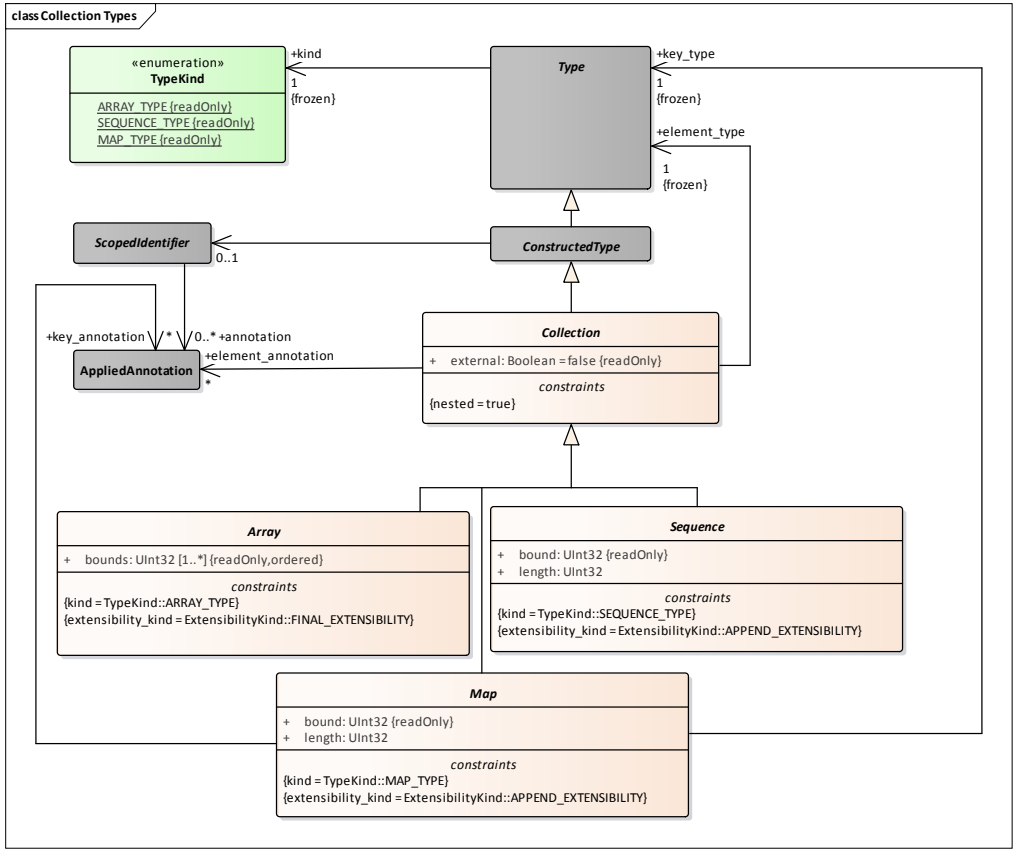 class Collection Types
«enumeration»
TypeKind
ARRAY_TYPE {readOnly}
SEQUENCE_TYPE {readOnly}
MAP_TYPE {readOnly}
+kind
1
{frozen}
Type
+key_type
1
{frozen}
+element_type
1
{frozen}
ScopedIdentifier
0..1
ConstructedType
+key_annotation
*
0..* +annotation
AppliedAnnotation
+element_annotation
*
Collection
+ external: Boolean = false {readOnly}
constraints
{nested = true}
Array
+ bounds: UInt32 [1..*] {readOnly,ordered}
constraints
{kind = TypeKind::ARRAY_TYPE}
{extensibility_kind = ExtensibilityKind::FINAL_EXTENSIBILITY}
Sequence
+ bound: UInt32 {readOnly}
+ length: UInt32
constraints
{kind = TypeKind::SEQUENCE_TYPE}
{extensibility_kind = ExtensibilityKind::APPEND_EXTENSIBILITY}
Map
+ bound: UInt32 {readOnly}
+ length: UInt32
constraints
{kind = TypeKind::MAP_TYPE}
{extensibility_kind = ExtensibilityKind::APPEND_EXTENSIBILITY}